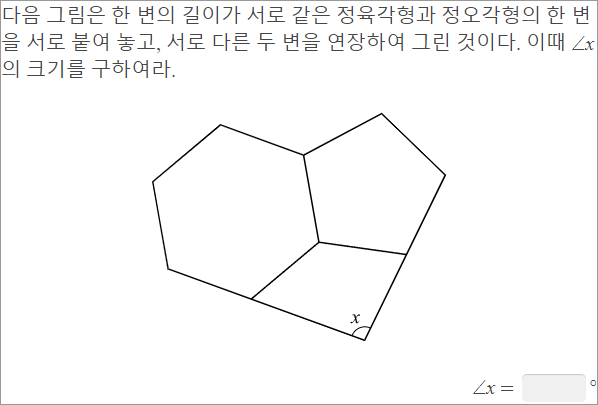 다음 그림은 한 변의 길이가 서로 같은 정육각형과 정오각형의 한 변
을 서로 붙여 놓고, 서로 다른 두 변을 연장하여 그린 것이다. 이때 ∠x
의 크기를 구하여라.
x
∠x = °